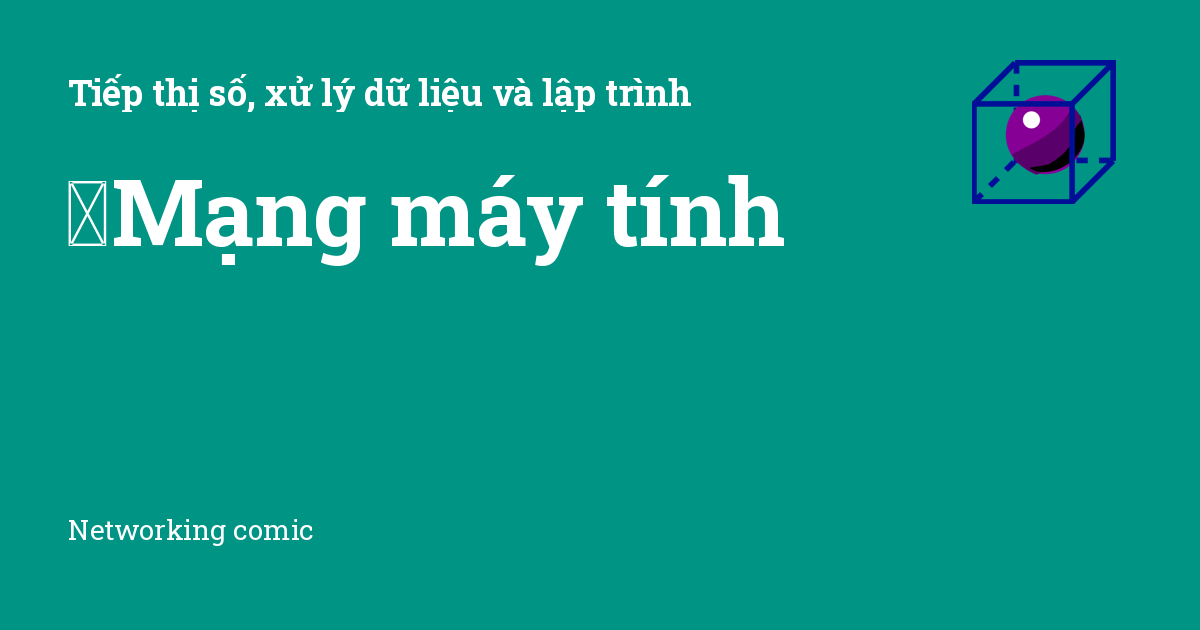 Tiếp thị số, xử lý dữ liệu và lập trình
Mạng máy tính
Networking comic